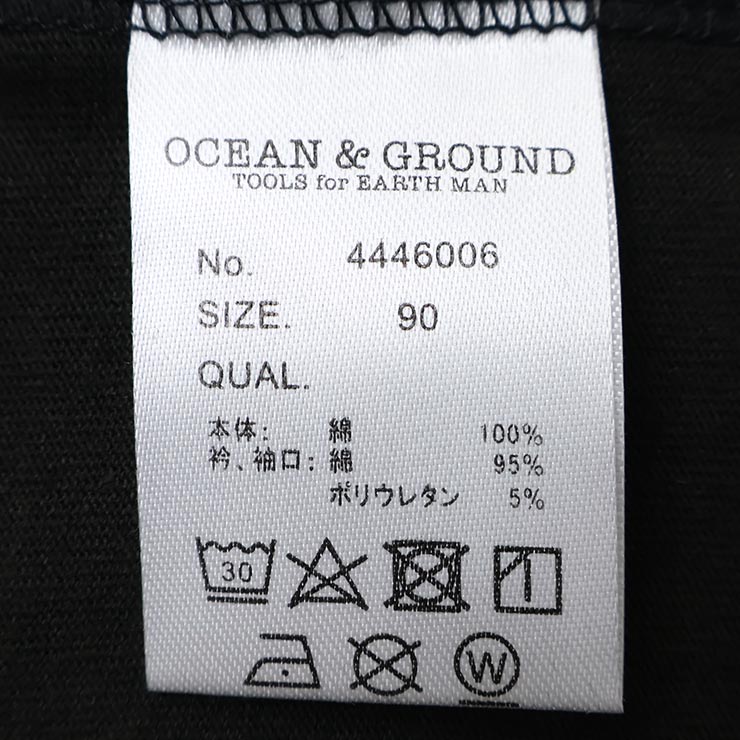 OCEAN & GROUND
TOOLS for EARTH MAN
No. 4446006
SIZE. 90
QUAL.
本体: 綿 100%
衿、袖口: 綿 95%
ポリウレタン 5%
30
W